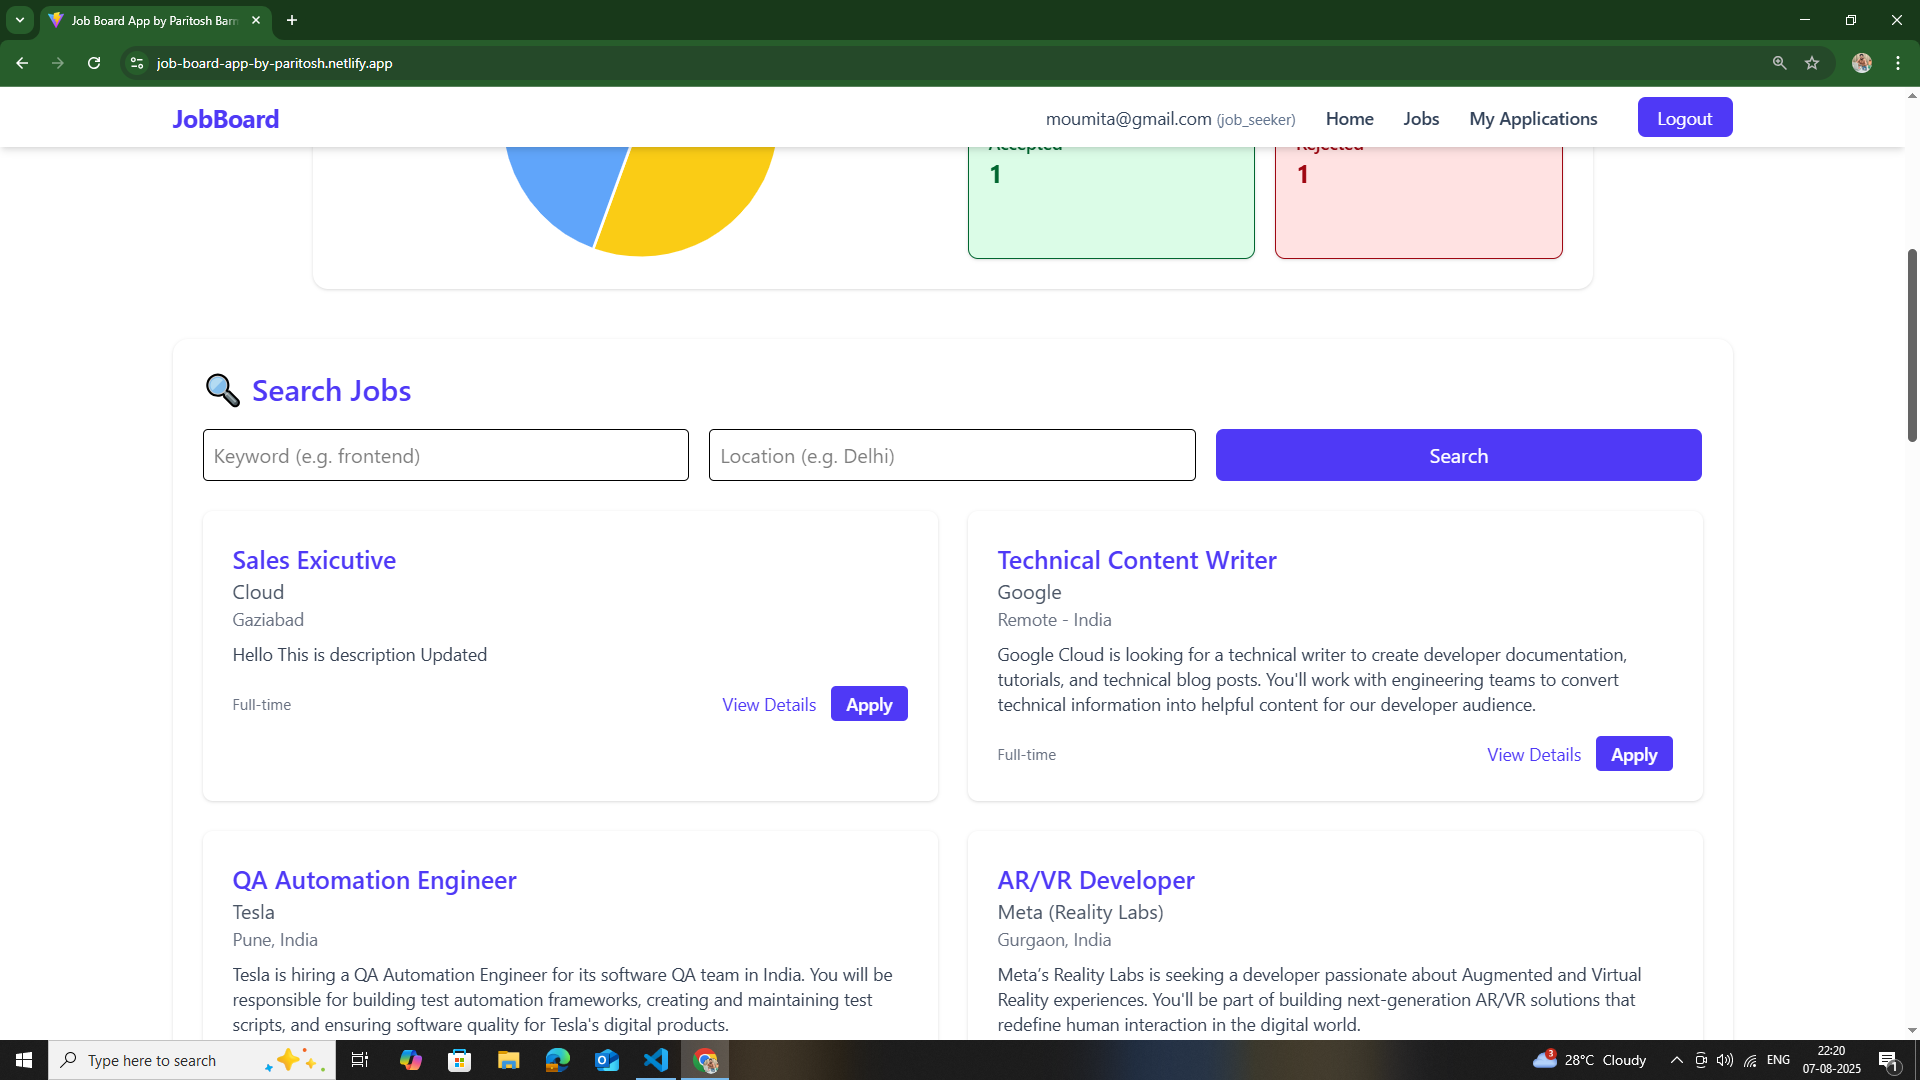 Job Board App by Paritosh Barn
job-board-app-by-paritosh.netlify.app
JobBoard
moumita@gmail.com (job_seeker)
Home
Jobs
My Applications
Logout
Accepted
1
Rejected
1
Search Jobs
Keyword (e.g. frontend)
Location (e.g. Delhi)
Search
Sales Exicutive
Cloud
Gaziabad
Hello This is description Updated
Full-time
View Details
Apply
Technical Content Writer
Google
Remote - India
Google Cloud is looking for a technical writer to create developer documentation,
tutorials, and technical blog posts. You'll work with engineering teams to convert
technical information into helpful content for our developer audience.
Full-time
View Details
Apply
QA Automation Engineer
Tesla
Pune, India
Tesla is hiring a QA Automation Engineer for its software QA team in India. You will be
responsible for building test automation frameworks, creating and maintaining test
scripts, and ensuring software quality for Tesla's digital products.
AR/VR Developer
Meta (Reality Labs)
Gurgaon, India
Meta’s Reality Labs is seeking a developer passionate about Augmented and Virtual
Reality experiences. You'll be part of building next-generation AR/VR solutions that
redefine human interaction in the digital world.
Type here to search
3
28°C Cloudy
ENG
22:20
07-08-2025
1